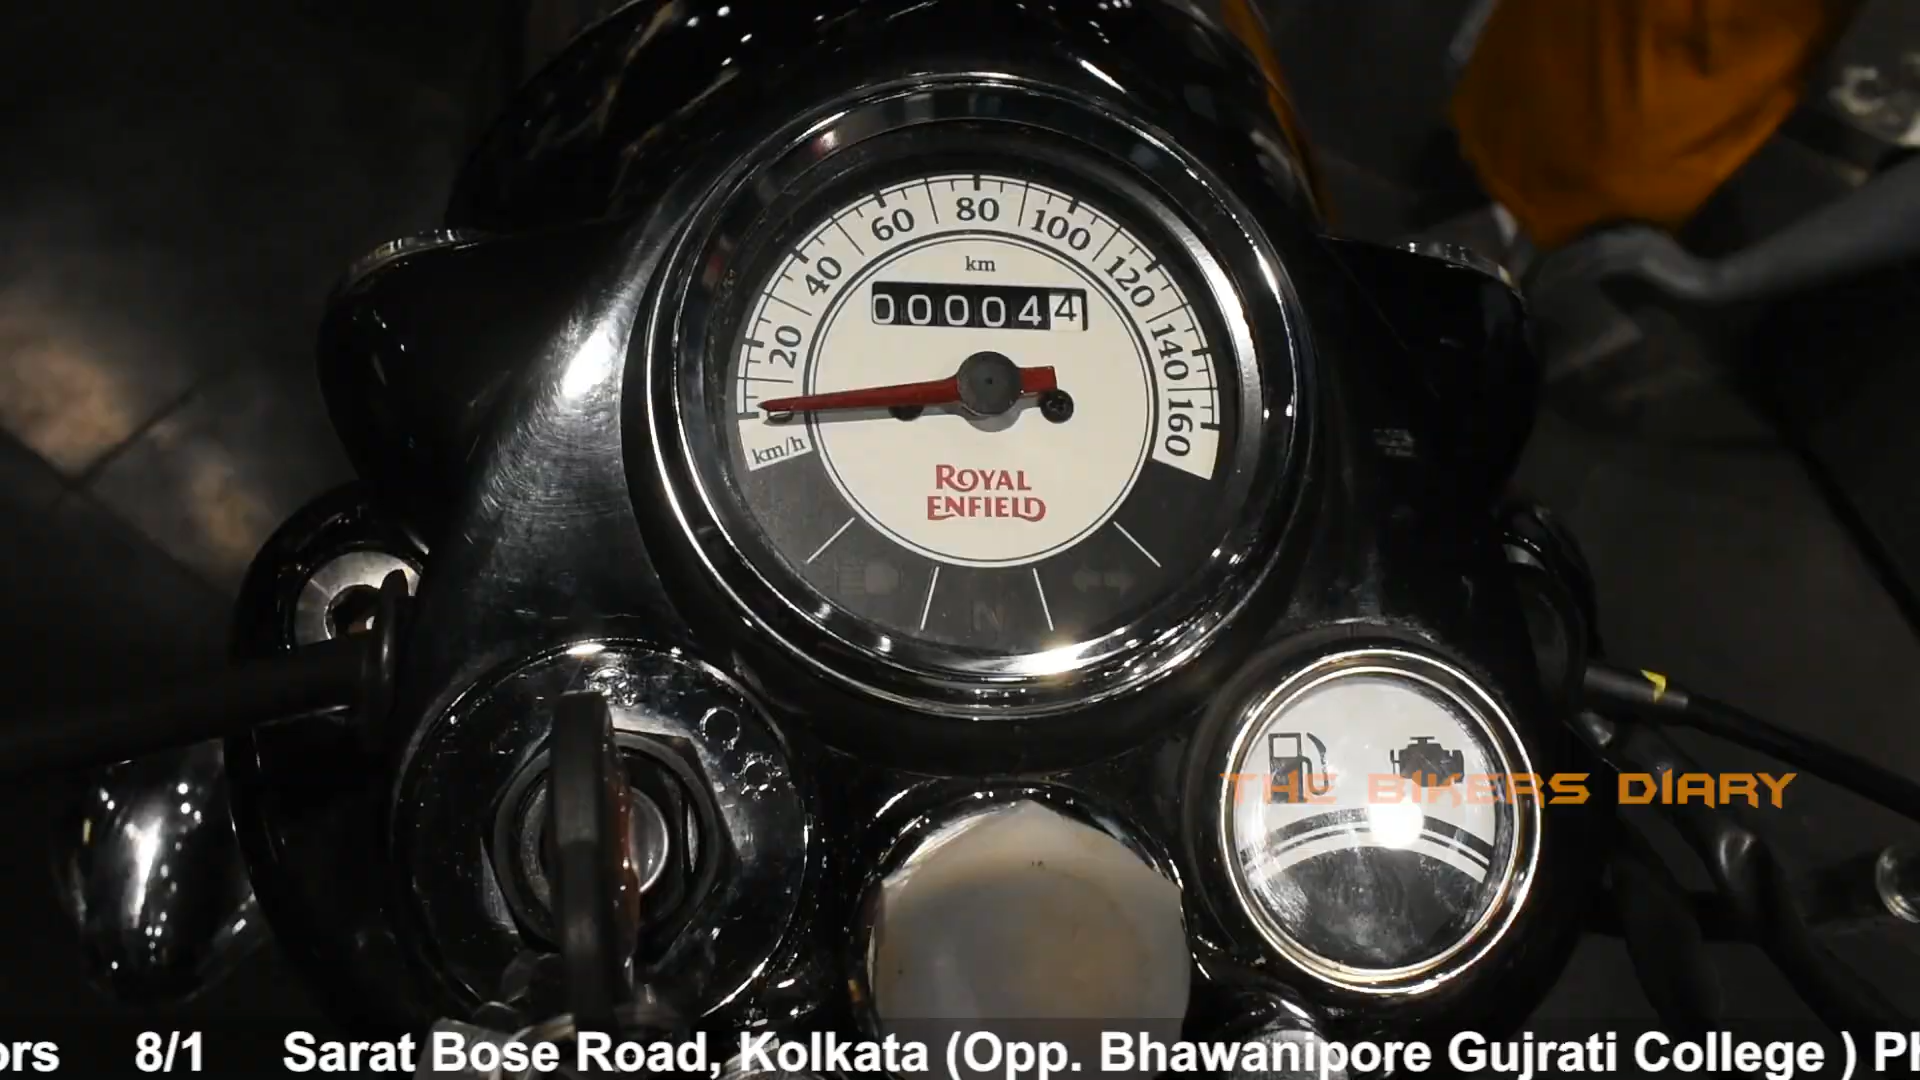 20
40
60
80
100
120
140
160
km/h
km
000044
ROYAL
ENFIELD
N
THE BIKERS DIARY
ors 8/1 Sarat Bose Road, Kolkata (Opp. Bhawanipore Gujrati College ) Ph